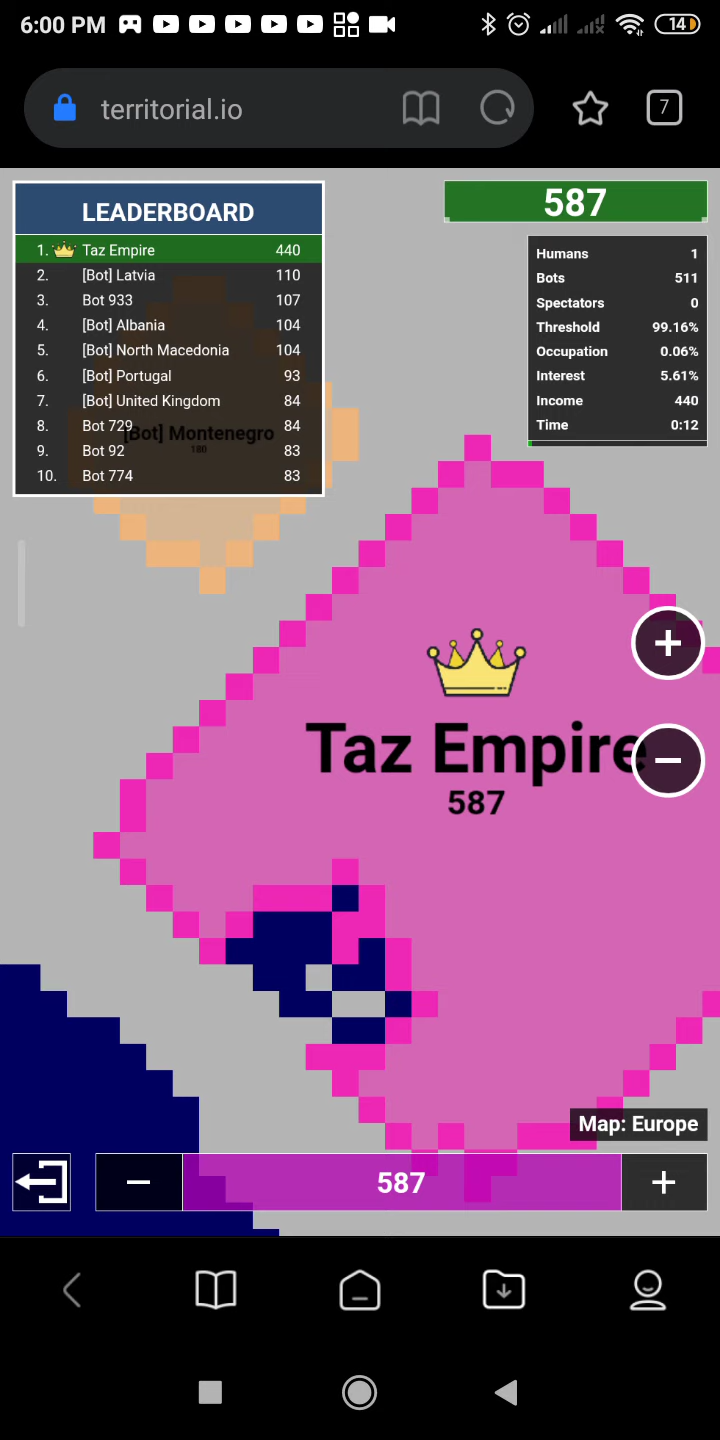 6:00 PM 14
territorial.io 7
LEADERBOARD
1. Taz Empire 440
2. [Bot] Latvia 110
3. Bot 933 107
4. [Bot] Albania 104
5. [Bot] North Macedonia 104
6. [Bot] Portugal 93
7. [Bot] United Kingdom 84
8. Bot 729 84
9. Bot 92 83
10. Bot 774 83
[Bot] Montenegro
180
587
Humans 1
Bots 511
Spectators 0
Threshold 99.16%
Occupation 0.06%
Interest 5.61%
Income 440
Time 0:12
+
Taz Empire
−
587
Map: Europe
− 587 +